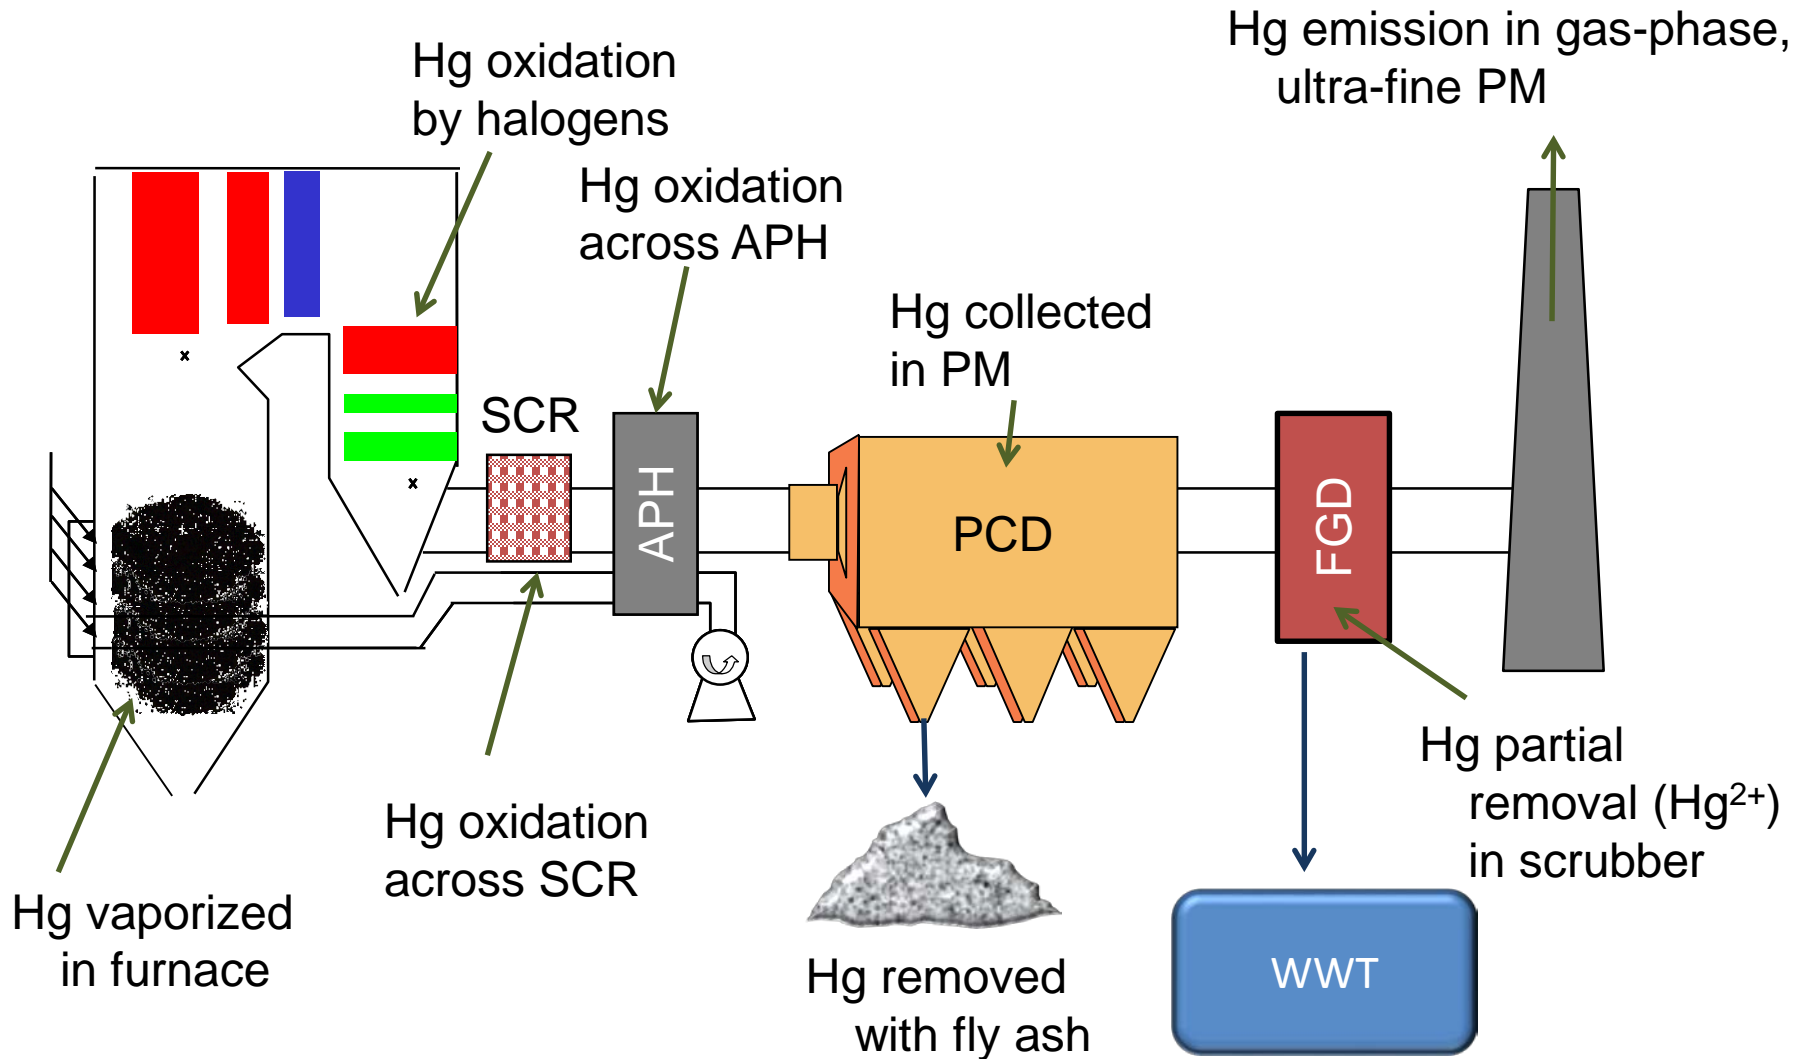 Hg emission in gas-phase,
ultra-fine PM
Hg oxidation
by halogens
Hg oxidation
across APH
Hg collected
in PM
SCR
APH
PCD
FGD
Hg partial
removal (Hg²⁺)
in scrubber
Hg oxidation
across SCR
Hg vaporized
in furnace
Hg removed
with fly ash
WWT